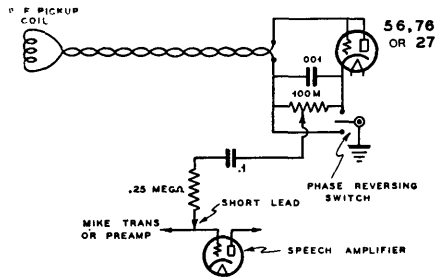 R F PICKUP
COIL
56,76
OR 27
001
100M
.1
.25 MEGΩ
PHASE REVERSING
SWITCH
SHORT LEAD
MIKE TRANS
OR PREAMP
SPEECH AMPLIFIER